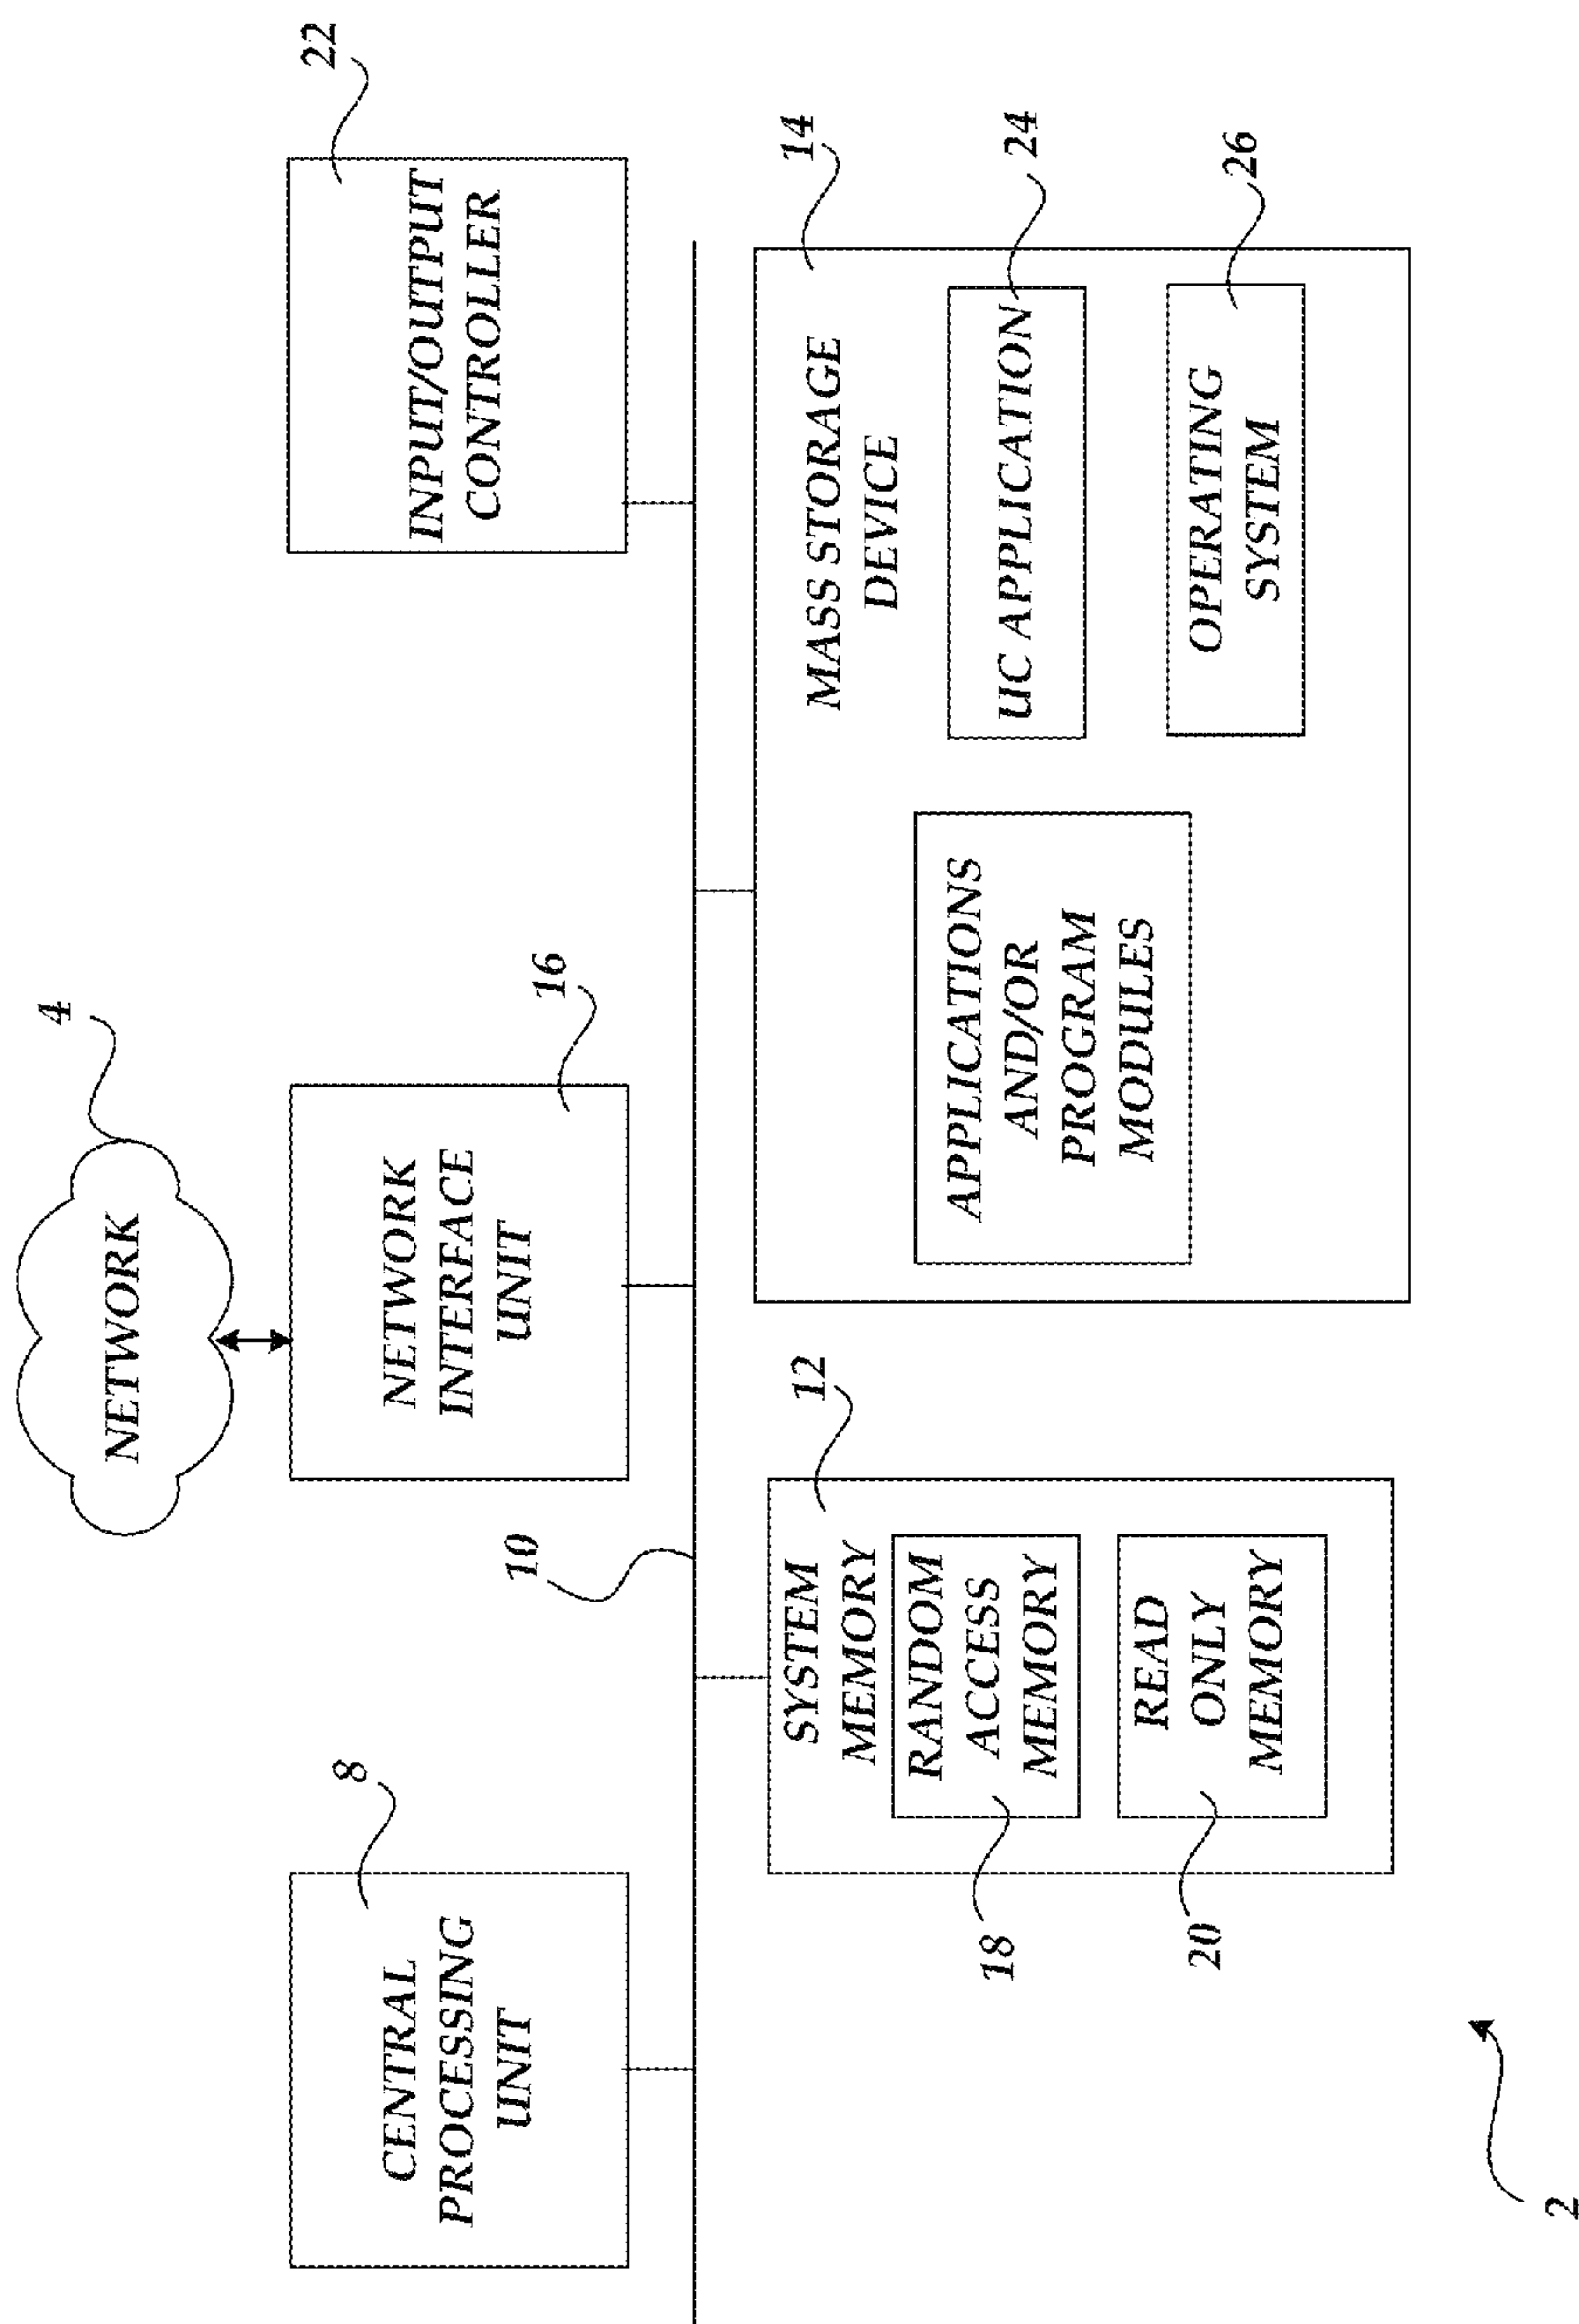 NETWORK
4
CENTRAL
PROCESSING
UNIT
8
NETWORK
INTERFACE
UNIT
16
INPUT/OUTPUT
CONTROLLER
22
10
SYSTEM
MEMORY
12
RANDOM
ACCESS
MEMORY
18
READ
ONLY
MEMORY
20
MASS STORAGE
DEVICE
14
APPLICATIONS
AND/OR
PROGRAM
MODULES
UC APPLICATION
24
OPERATING
SYSTEM
26
2